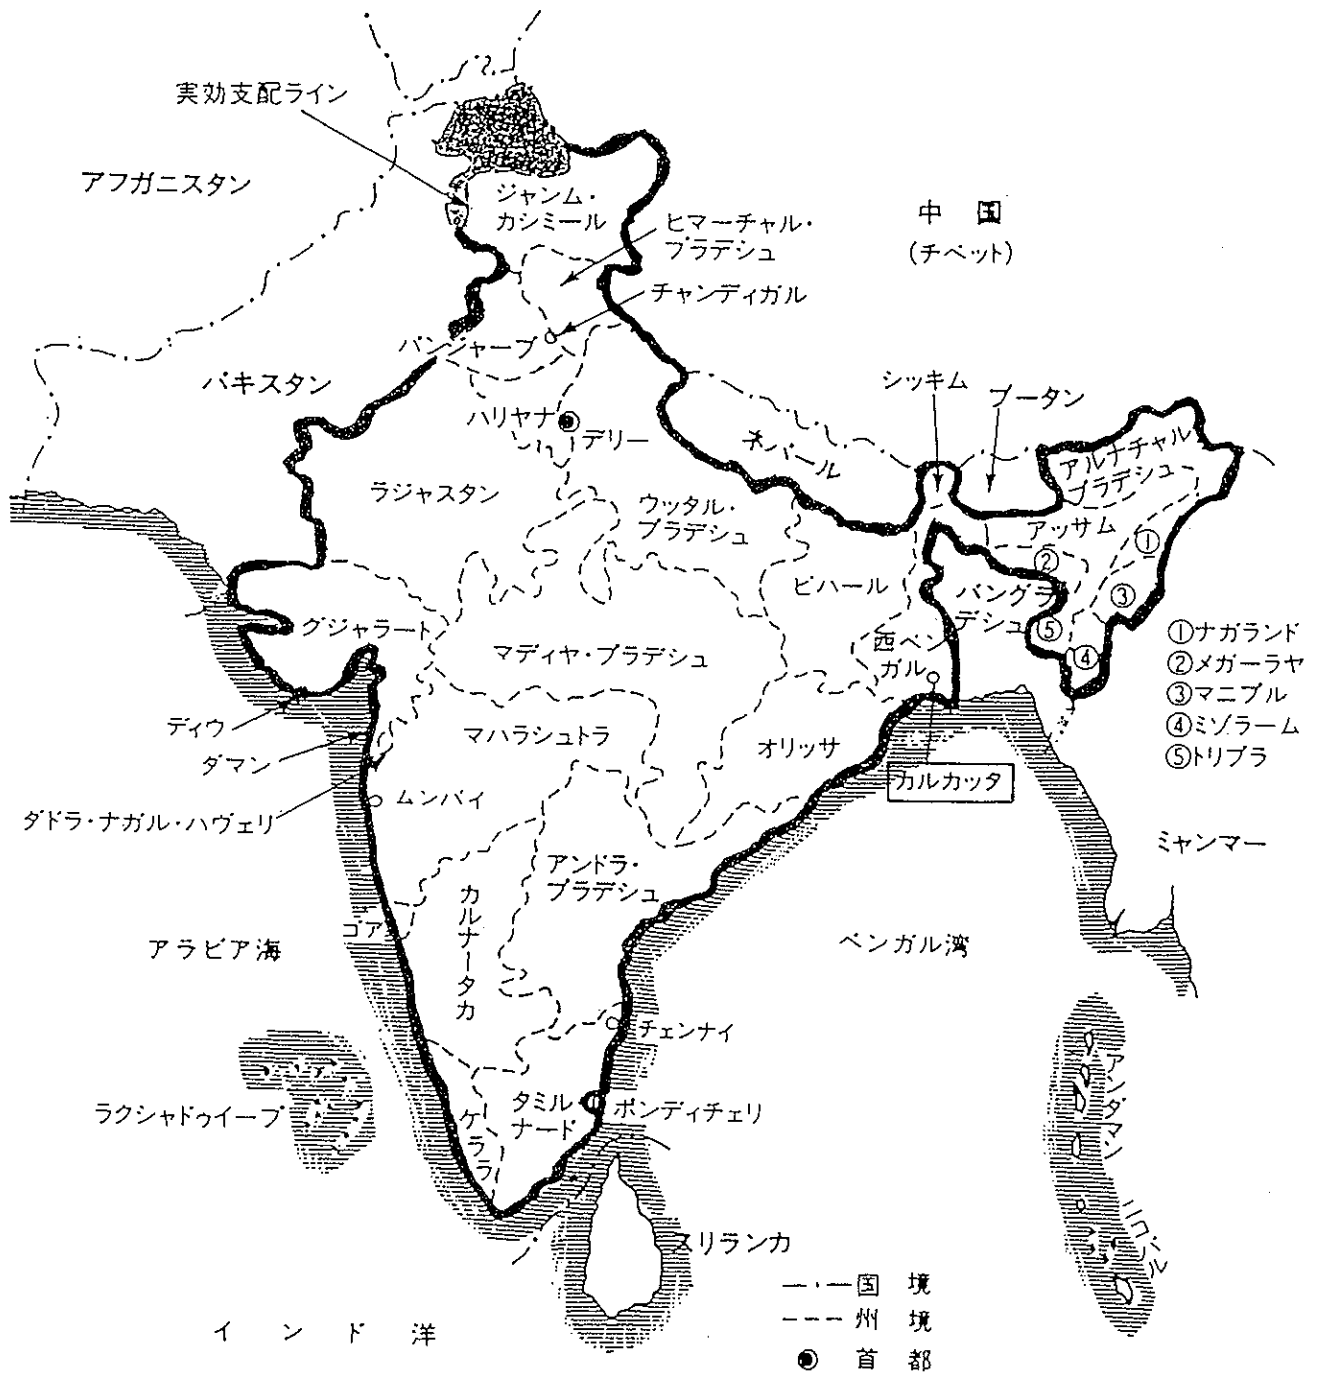 実効支配ライン
アフガニスタン
ジャンム・
カシミール
中国
(チベット)
ヒマーチャル・
プラデシュ
チャンディガル
パンジャーブ
パキスタン
シッキム
ブータン
ハリヤナ
デリー
ネパール
アルナチャル
プラデシュ
ラジャスタン
ウッタル・
プラデシュ
アッサム
①
②
ビハール
バングラ
デシュ
③
⑤
④
グジャラート
マディヤ・プラデシュ
西ベン
ガル
①ナガランド
②メガーラヤ
③マニプル
④ミゾラーム
⑤トリプラ
ディウ
ダマン
マハラシュトラ
オリッサ
カルカッタ
ムンバイ
ダドラ・ナガル・ハヴェリ
ミャンマー
アンドラ・
プラデシュ
カルナータカ
ゴア
アラビア海
ベンガル湾
チェンナイ
アンダマン
ラクシャドゥイープ
タミル
ナード
ポンディチェリ
ケララ
ニコバル
スリランカ
国境
州境
首都
インド洋